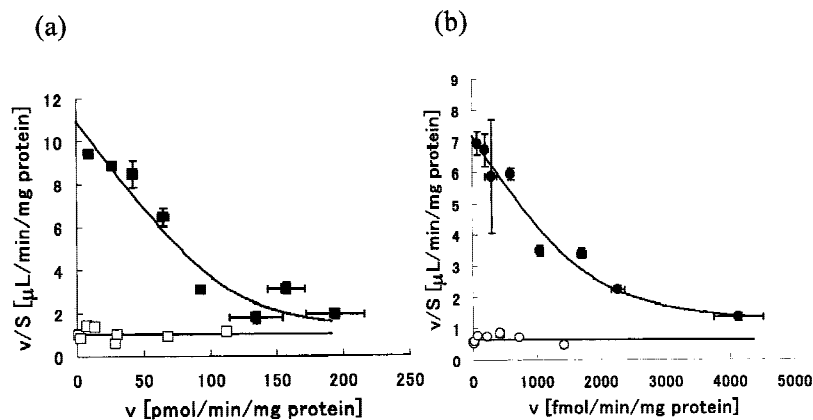 (a)
v/S [μL/min/mg protein]
12
10
8
6
4
2
0
0 50 100 150 200 250
v [pmol/min/mg protein]
(b)
v/S [μL/min/mg protein]
9
8
7
6
5
4
3
2
1
0
0 1000 2000 3000 4000 5000
v [fmol/min/mg protein]